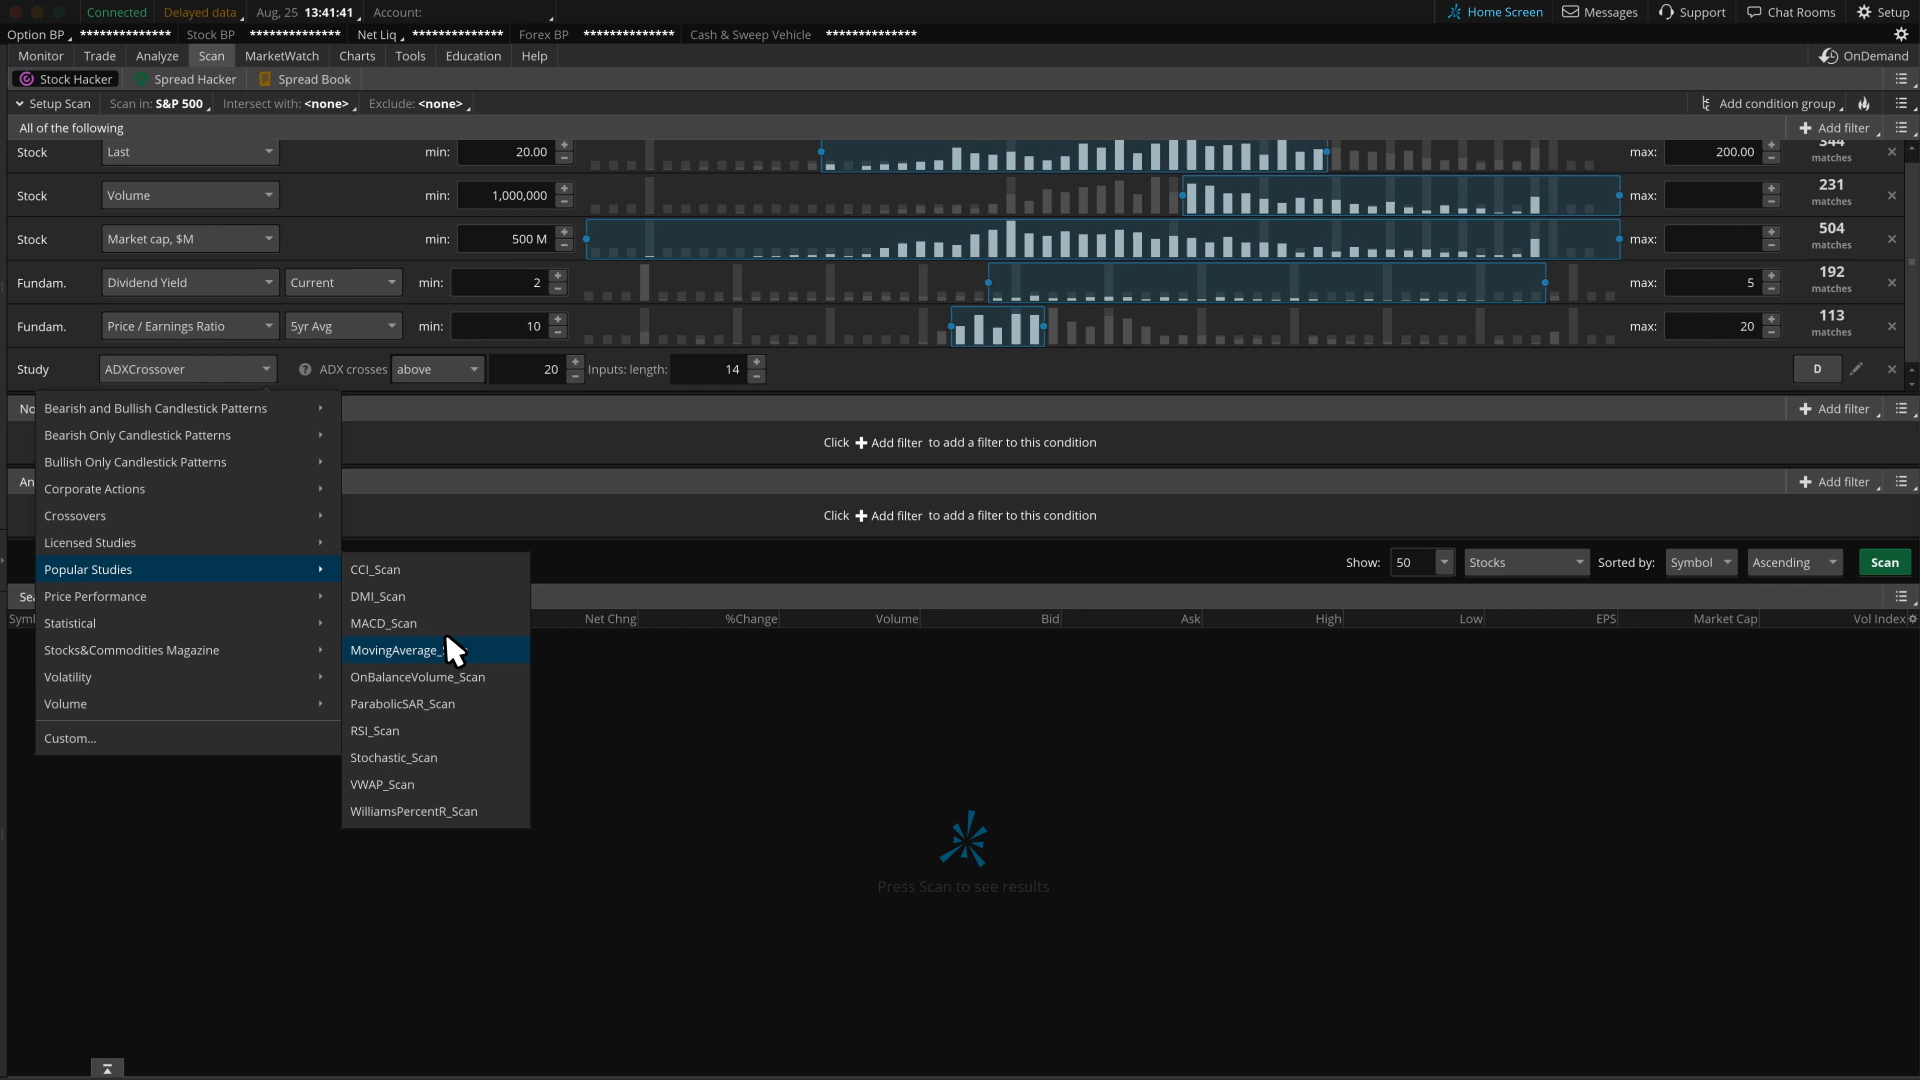 Connected Delayed data Aug, 25 13:41:41 Account: Home Screen Messages Support Chat Rooms Setup
Option BP ************** Stock BP ************** Net Liq ************** Forex BP ************** Cash & Sweep Vehicle **************
Monitor Trade Analyze Scan MarketWatch Charts Tools Education Help OnDemand
Stock Hacker Spread Hacker Spread Book
Setup Scan Scan in: S&P 500 Intersect with: <none> Exclude: <none> Add condition group
All of the following Add filter
Stock Last min: 20.00 max: 200.00 344 matches
Stock Volume min: 1,000,000 max: 231 matches
Stock Market cap, $M min: 500 M max: 504 matches
Fundam. Dividend Yield Current min: 2 max: 5 192 matches
Fundam. Price / Earnings Ratio 5yr Avg min: 10 max: 20 113 matches
Study ADXCrossover ADX crosses above 20 Inputs: length: 14 D
No Add filter
Click + Add filter to add a filter to this condition
An Add filter
Click + Add filter to add a filter to this condition
Show: 50 Stocks Sorted by: Symbol Ascending Scan
Sea
Syml Net Chng %Change Volume Bid Ask High Low EPS Market Cap Vol Index
Bearish and Bullish Candlestick Patterns
Bearish Only Candlestick Patterns
Bullish Only Candlestick Patterns
Corporate Actions
Crossovers
Licensed Studies
Popular Studies
Price Performance
Statistical
Stocks&Commodities Magazine
Volatility
Volume
Custom...
CCI_Scan
DMI_Scan
MACD_Scan
MovingAverage_
OnBalanceVolume_Scan
ParabolicSAR_Scan
RSI_Scan
Stochastic_Scan
VWAP_Scan
WilliamsPercentR_Scan
Press Scan to see results